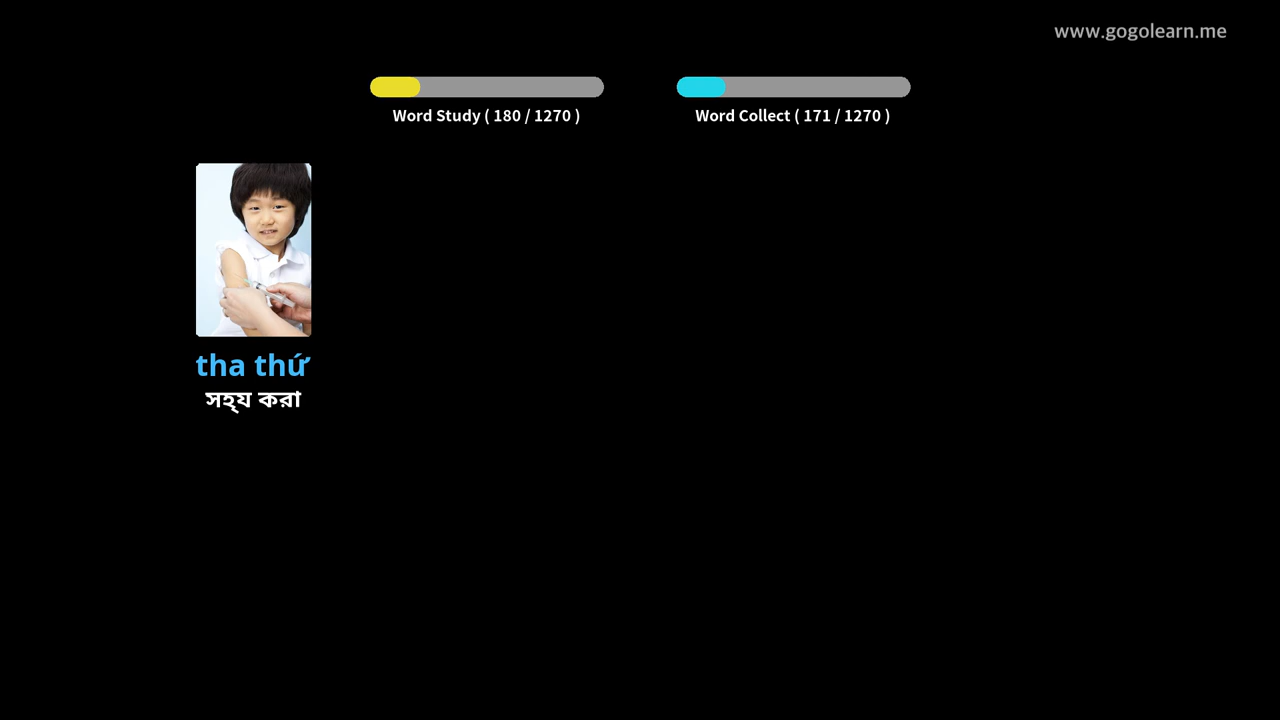 www.gogolearn.me
Word Study ( 180 / 1270 )
Word Collect ( 171 / 1270 )
tha thứ
সহ্য করা